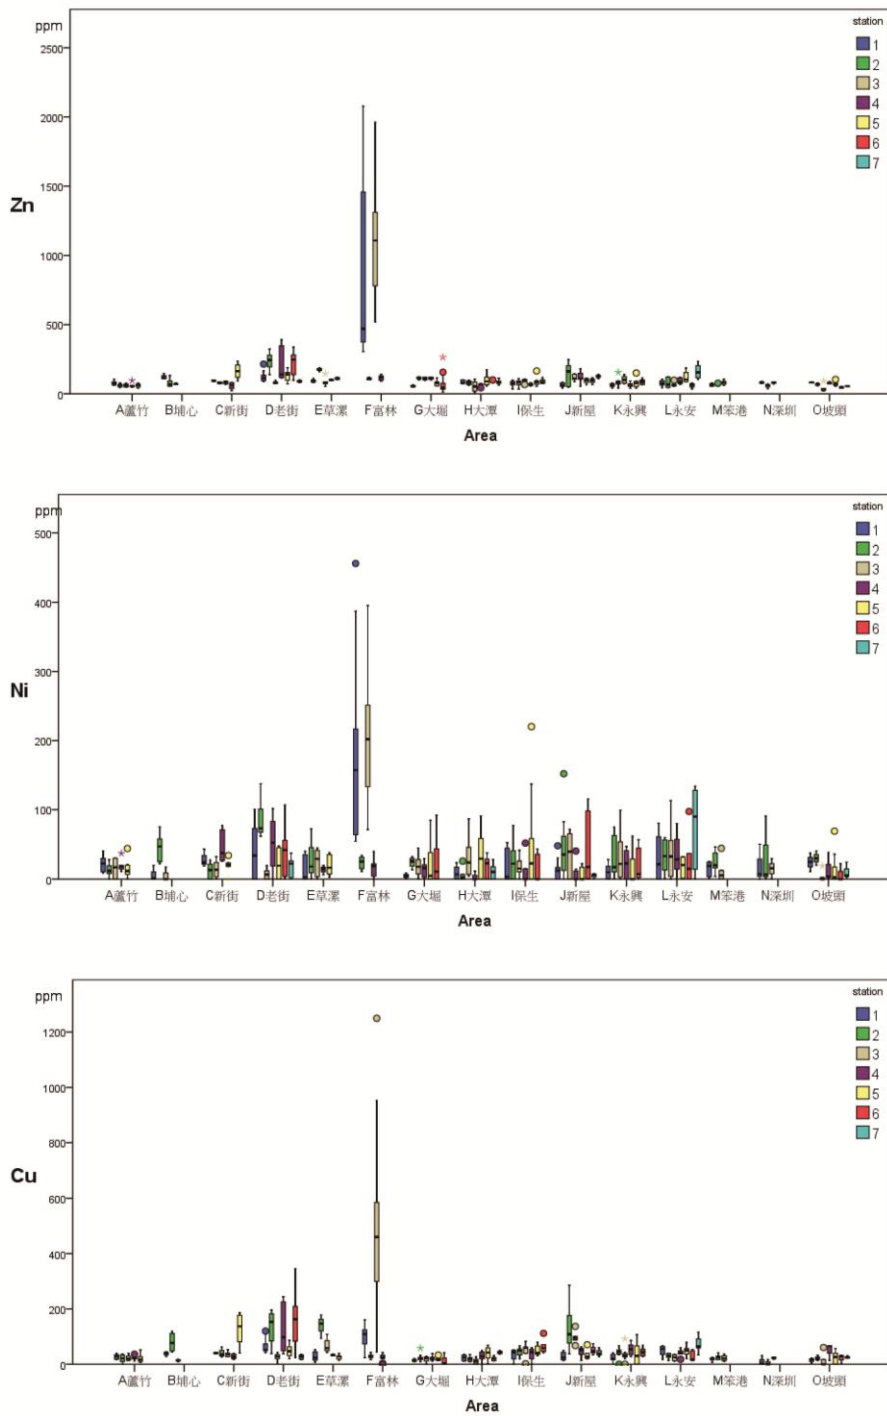 ppm
station
2500
1
2
3
2000
4
5
6
7
1500
Zn
1000
500
0
A蘆竹 B埔心 C新街 D老街 E草漯 F富林 G大堀 H大潭 I保生 J新屋 K永興 L永安 M笨港 N深圳 O坡頭
Area
ppm
station
500
1
2
3
4
400
5
6
7
300
Ni
200
100
0
A蘆竹 B埔心 C新街 D老街 E草漯 F富林 G大堀 H大潭 I保生 J新屋 K永興 L永安 M笨港 N深圳 O坡頭
Area
ppm
station
1200
1
2
3
1000
4
5
6
7
800
Cu
600
400
200
0
A蘆竹 B埔心 C新街 D老街 E草漯 F富林 G大堀 H大潭 I保生 J新屋 K永興 L永安 M笨港 N深圳 O坡頭
Area